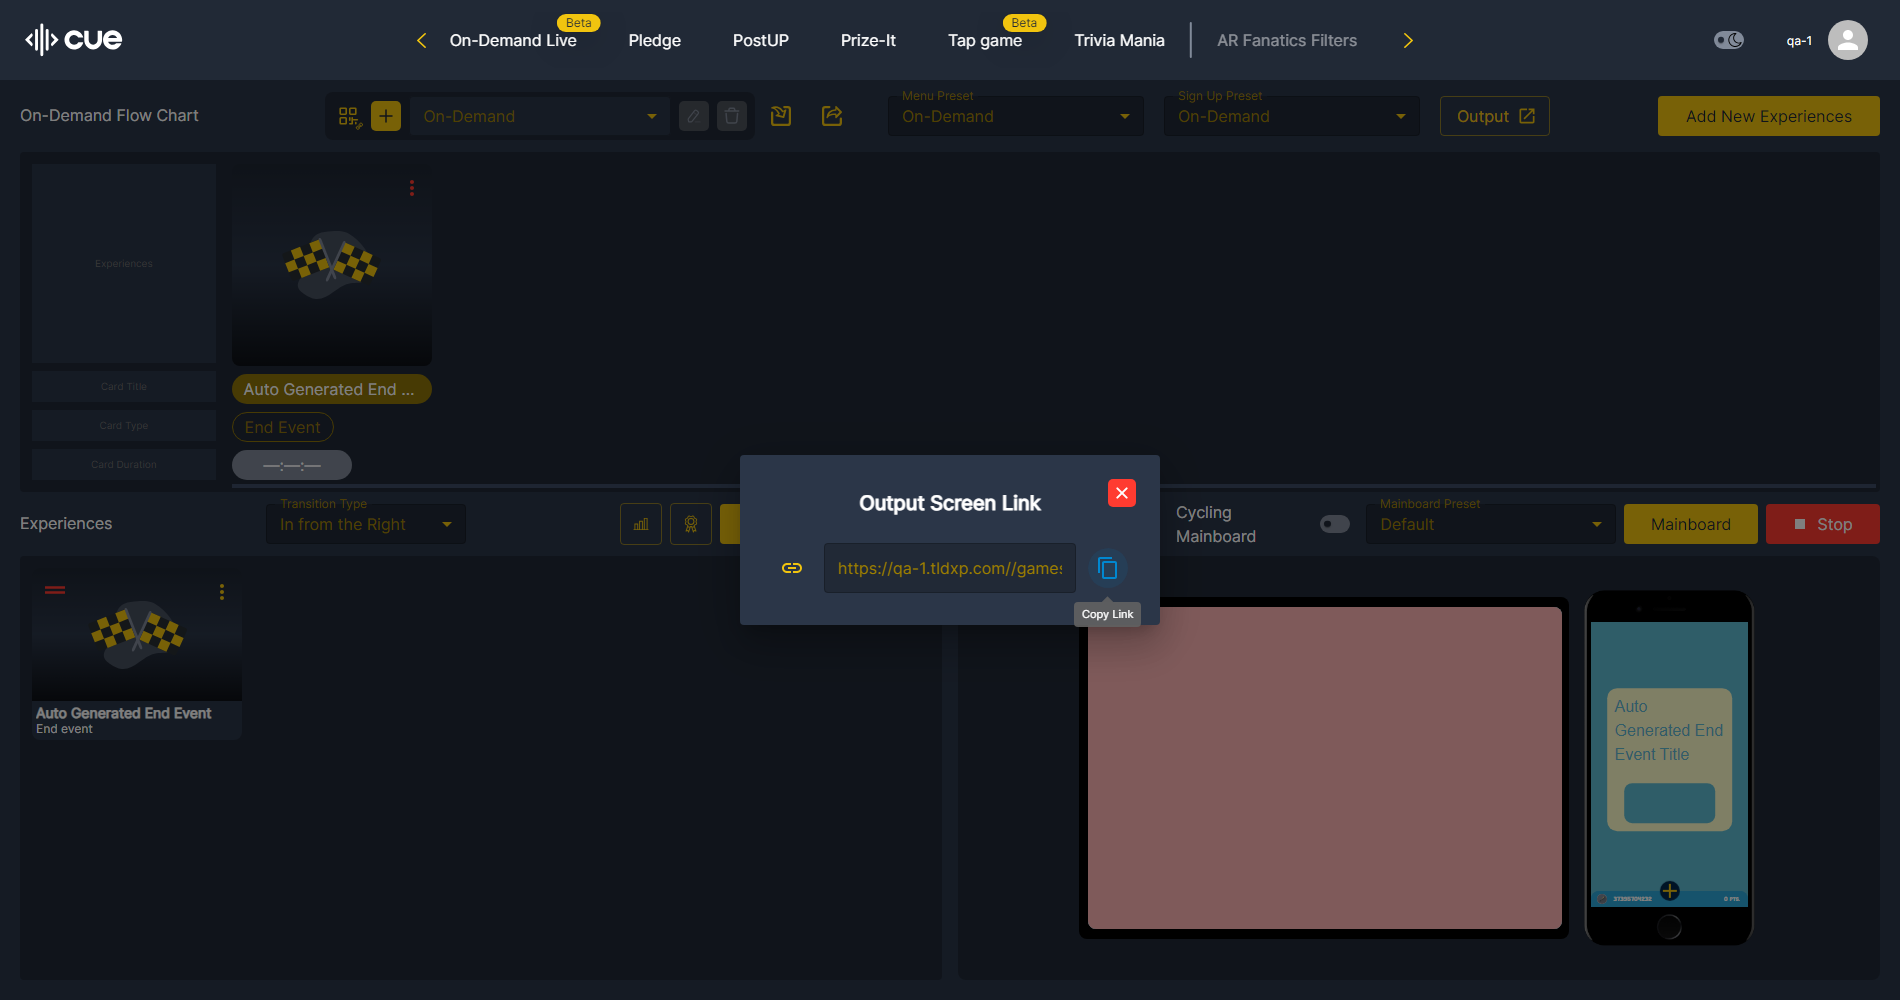 cue
On-Demand Live
Beta
Pledge
PostUP
Prize-It
Tap game
Beta
Trivia Mania
AR Fanatics Filters
qa-1
On-Demand Flow Chart
On-Demand
Menu Preset
On-Demand
Sign Up Preset
On-Demand
Output
Add New Experiences
Experiences
Card Title
Card Type
Card Duration
Auto Generated End ...
End Event
—:—:—
Output Screen Link
https://qa-1.tldxp.com//games
Copy Link
Experiences
Transition Type
In from the Right
Cycling
Mainboard
Mainboard Preset
Default
Mainboard
Stop
Auto Generated End Event
End event
Auto
Generated End
Event Title
0 PTS.